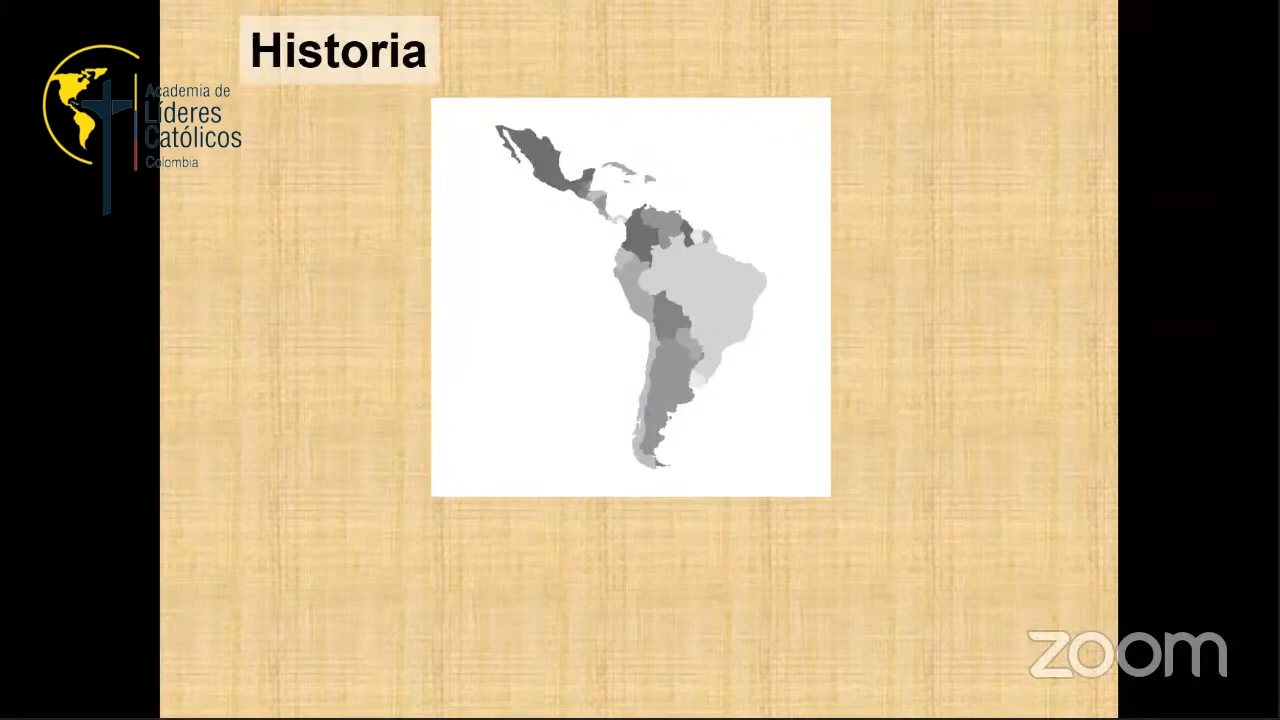 Historia
Academia de
Líderes
Católicos
Colombia
zoom